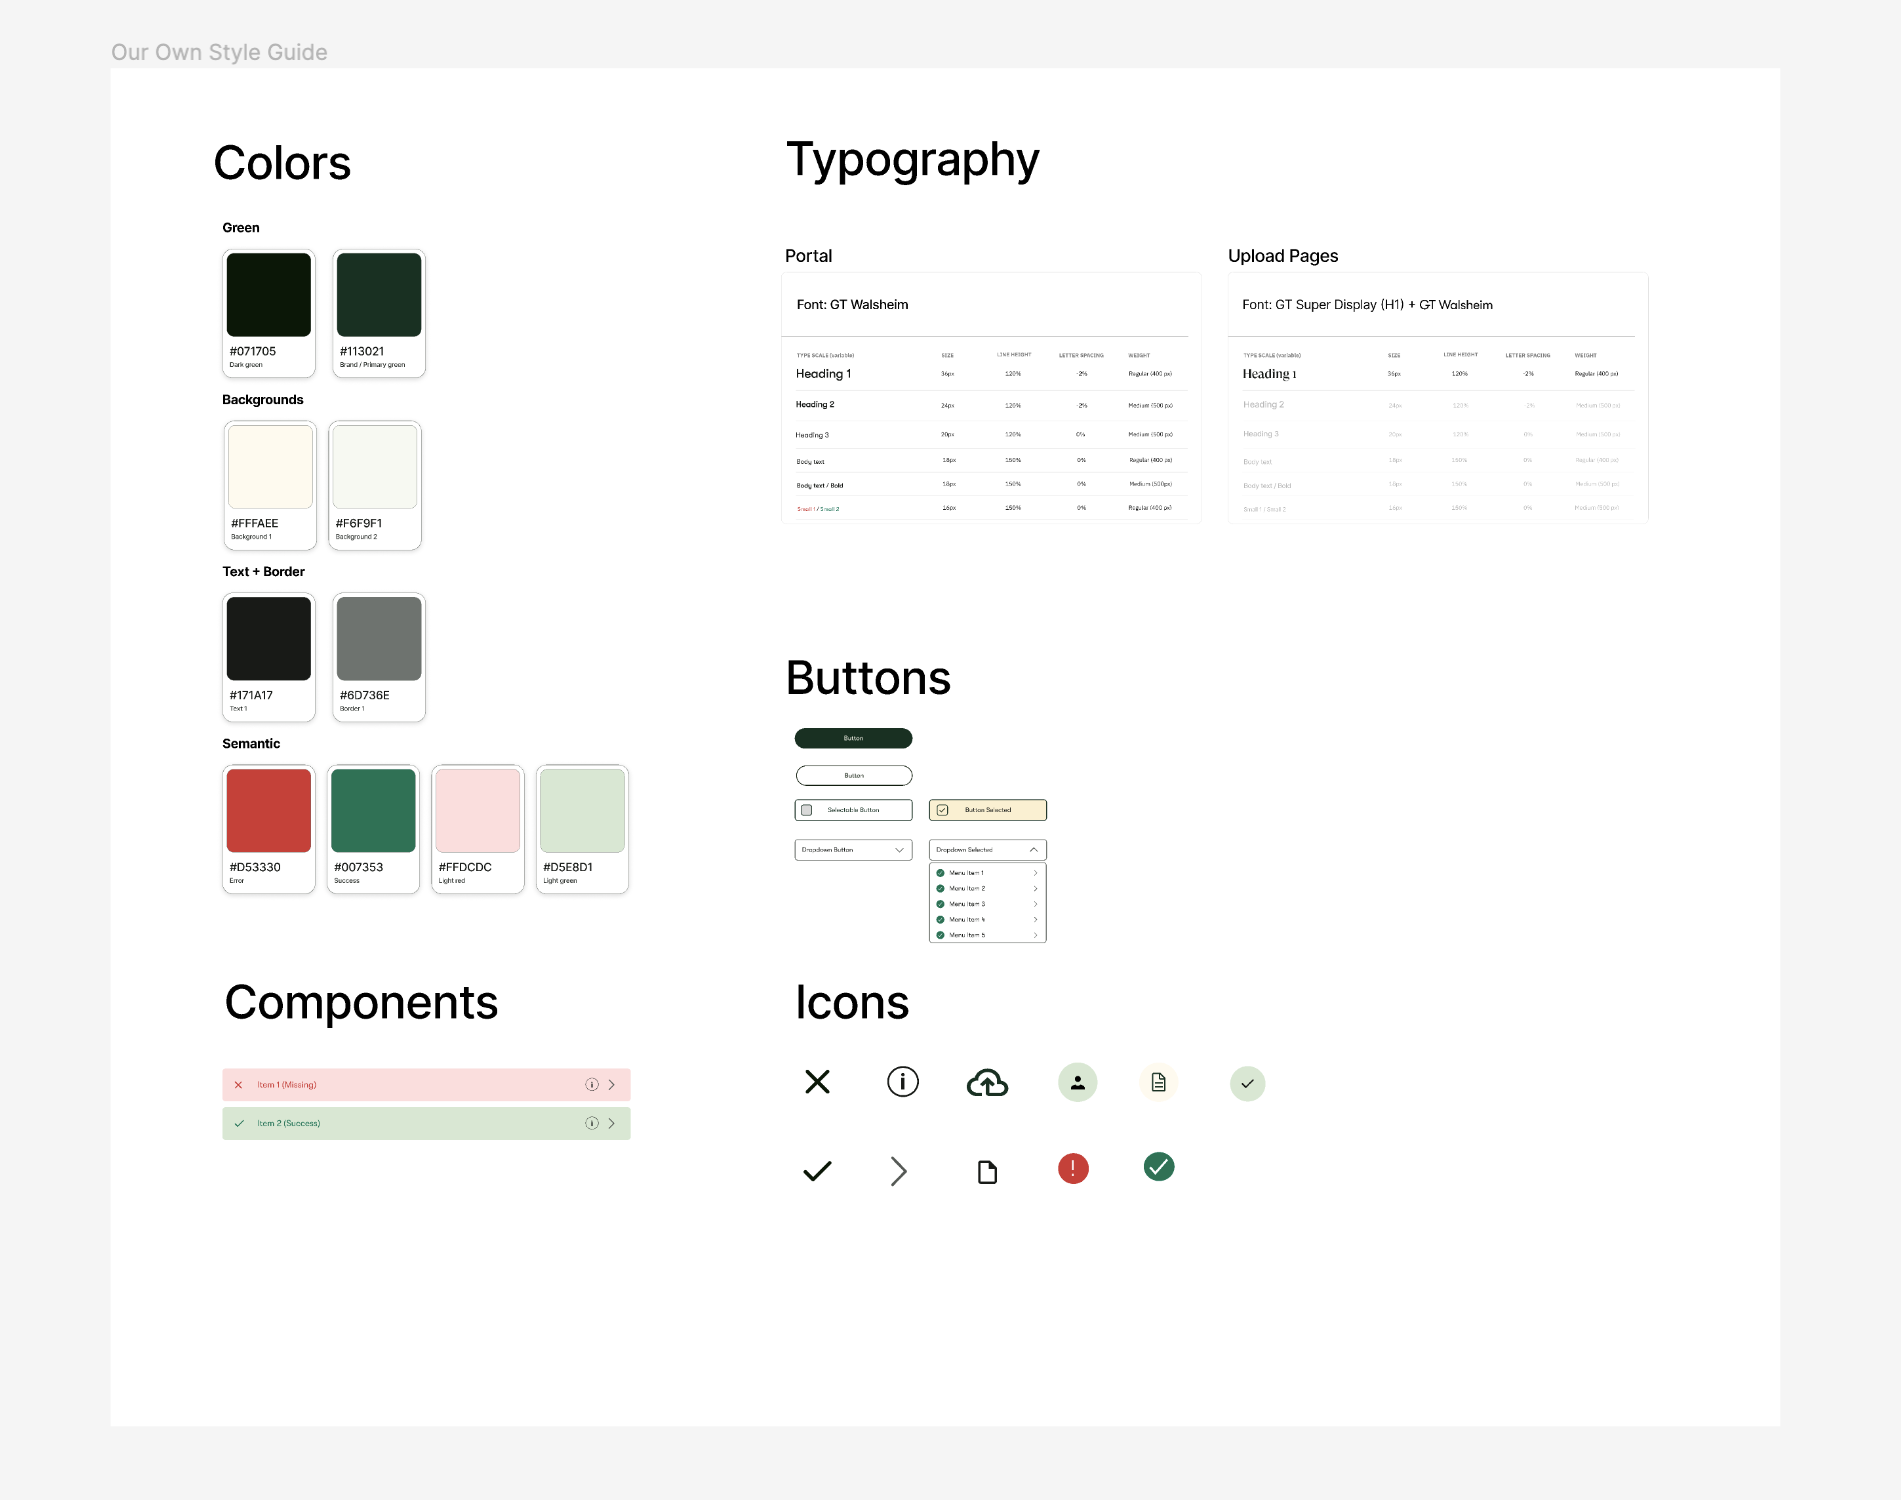 Our Own Style Guide
Colors
Green
#071705
Dark green
#113021
Brand / Primary green
Backgrounds
#FFFAEE
Background 1
#F6F9F1
Background 2
Text + Border
#171A17
Text 1
#6D736E
Border 1
Semantic
#D53330
Error
#007353
Success
#FFDCDC
Light red
#D5E8D1
Light green
Typography
Portal
Font: GT Walsheim
TYPE SCALE (variable) SIZE LINE HEIGHT LETTER SPACING WEIGHT
Heading 1 36px 120% -2% Regular (400 px)
Heading 2 24px 120% -2% Medium (500 px)
Heading 3 20px 120% 0% Medium (500 px)
Body text 18px 150% 0% Regular (400 px)
Body text / Bold 18px 150% 0% Medium (500px)
Small 1 / Small 2 16px 150% 0% Regular (400 px)
Upload Pages
Font: GT Super Display (H1) + GT Walsheim
TYPE SCALE (variable) SIZE LINE HEIGHT LETTER SPACING WEIGHT
Heading 1 36px 120% -2% Regular (400 px)
Heading 2 24px 120% -2% Medium (500 px)
Heading 3 20px 120% 0% Medium (500 px)
Body text 18px 150% 0% Regular (400 px)
Body text / Bold 18px 150% 0% Medium (500 px)
Small 1 / Small 2 16px 150% 0% Medium (500 px)
Buttons
Button
Button
Selectable Button
Button Selected
Dropdown Button
Dropdown Selected
Menu Item 1
Menu Item 2
Menu Item 3
Menu Item 4
Menu Item 5
Components
Item 1 (Missing)
Item 2 (Success)
Icons